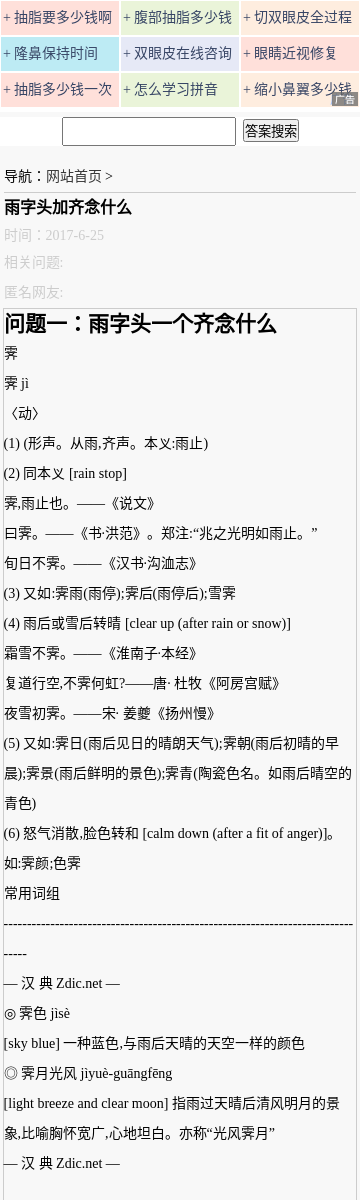 + 抽脂要多少钱啊 + 腹部抽脂多少钱 + 切双眼皮全过程
+ 隆鼻保持时间 + 双眼皮在线咨询 + 眼睛近视修复
+ 抽脂多少钱一次 + 怎么学习拼音 + 缩小鼻翼多少钱
广告
答案搜索
导航：网站首页 >
雨字头加齐念什么
时间：2017-6-25
相关问题:
匿名网友:
问题一：雨字头一个齐念什么
霁
霁 jì
〈动〉
(1) (形声。从雨,齐声。本义:雨止)
(2) 同本义 [rain stop]
霁,雨止也。——《说文》
曰霁。——《书·洪范》。郑注:“兆之光明如雨止。”
旬日不霁。——《汉书·沟洫志》
(3) 又如:霁雨(雨停);霁后(雨停后);雪霁
(4) 雨后或雪后转晴 [clear up (after rain or snow)]
霜雪不霁。——《淮南子·本经》
复道行空,不霁何虹?——唐· 杜牧《阿房宫赋》
夜雪初霁。——宋· 姜夔《扬州慢》
(5) 又如:霁日(雨后见日的晴朗天气);霁朝(雨后初晴的早
晨);霁景(雨后鲜明的景色);霁青(陶瓷色名。如雨后晴空的
青色)
(6) 怒气消散,脸色转和 [calm down (after a fit of anger)]。
如:霁颜;色霁
常用词组
---------------------------------------------------------------------------
-----
— 汉 典 Zdic.net —
◎ 霁色 jìsè
[sky blue] 一种蓝色,与雨后天晴的天空一样的颜色
◎ 霁月光风 jìyuè-guāngfēng
[light breeze and clear moon] 指雨过天晴后清风明月的景
象,比喻胸怀宽广,心地坦白。亦称“光风霁月”
— 汉 典 Zdic.net —